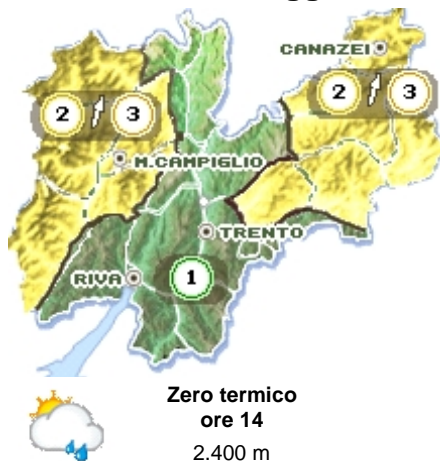 CANAZEI
2 3
2 3
M.CAMPIGLIO
TRENTO
RIVA
1
Zero termico
ore 14
2.400 m